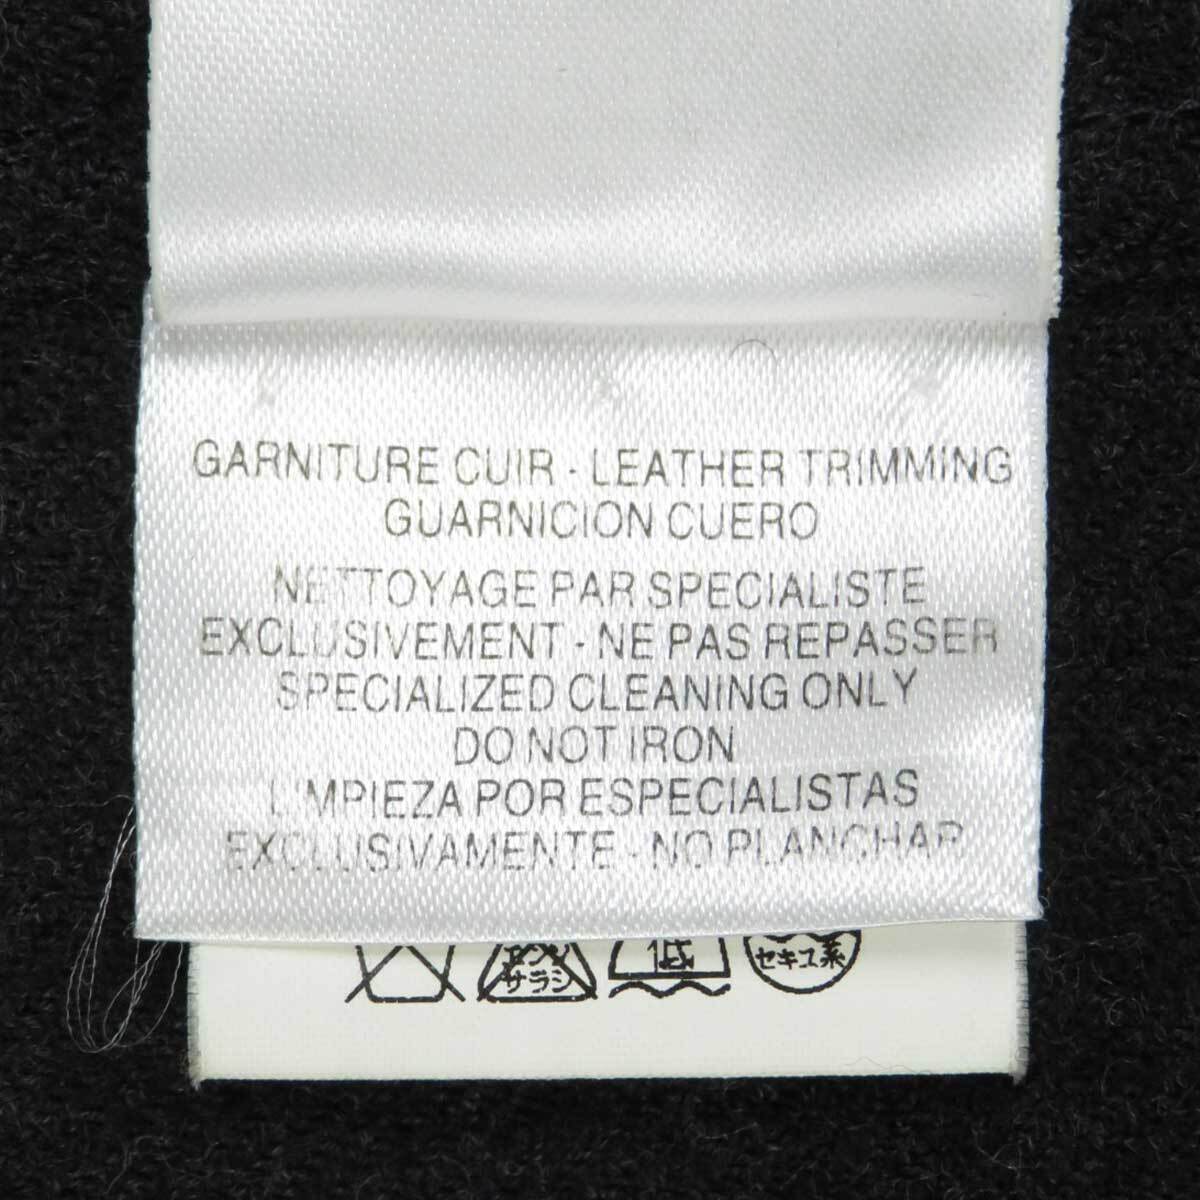 GARNITURE CUIR - LEATHER TRIMMING
GUARNICION CUERO
NETTOYAGE PAR SPECIALISTE
EXCLUSIVEMENT - NE PAS REPASSER
SPECIALIZED CLEANING ONLY
DO NOT IRON
LIMPIEZA POR ESPECIALISTAS
EXCLUSIVAMENTE - NO PLANCHAR
エンソ
サラシ
低
セキユ系